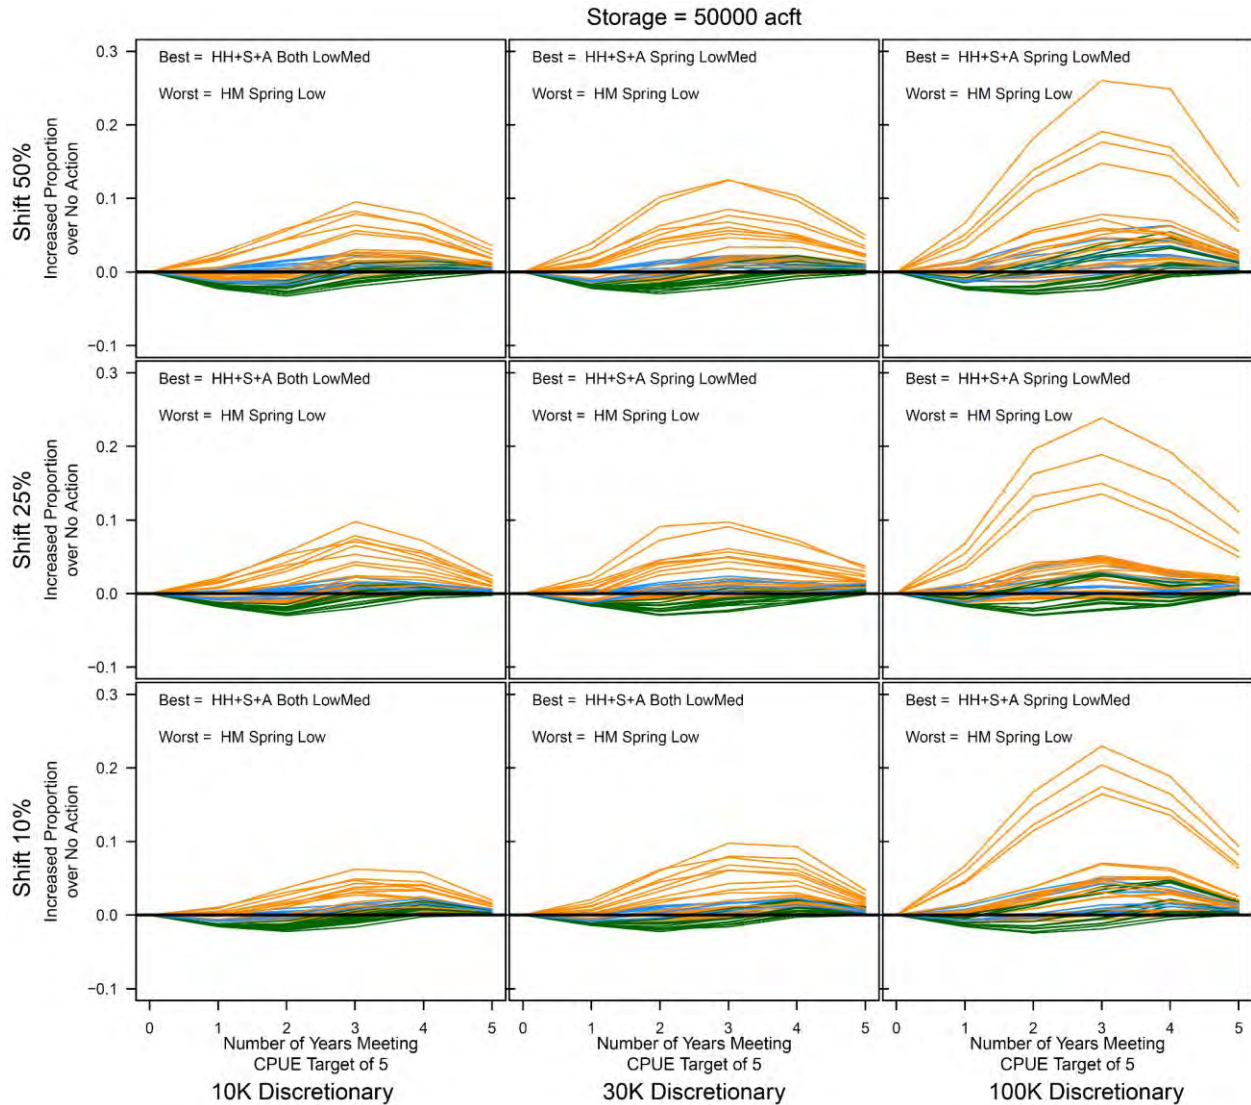 Storage = 50000 acft
Shift 50%
Increased Proportion
over No Action
0.3
0.2
0.1
0.0
−0.1
Best = HH+S+A Both LowMed
Worst = HM Spring Low
Best = HH+S+A Spring LowMed
Worst = HM Spring Low
Best = HH+S+A Spring LowMed
Worst = HM Spring Low
Shift 25%
Increased Proportion
over No Action
0.3
0.2
0.1
0.0
−0.1
Best = HH+S+A Both LowMed
Worst = HM Spring Low
Best = HH+S+A Spring LowMed
Worst = HM Spring Low
Best = HH+S+A Spring LowMed
Worst = HM Spring Low
Shift 10%
Increased Proportion
over No Action
0.3
0.2
0.1
0.0
−0.1
Best = HH+S+A Both LowMed
Worst = HM Spring Low
Best = HH+S+A Both LowMed
Worst = HM Spring Low
Best = HH+S+A Spring LowMed
Worst = HM Spring Low
0 1 2 3 4 5
Number of Years Meeting
CPUE Target of 5
10K Discretionary
0 1 2 3 4 5
Number of Years Meeting
CPUE Target of 5
30K Discretionary
0 1 2 3 4 5
Number of Years Meeting
CPUE Target of 5
100K Discretionary